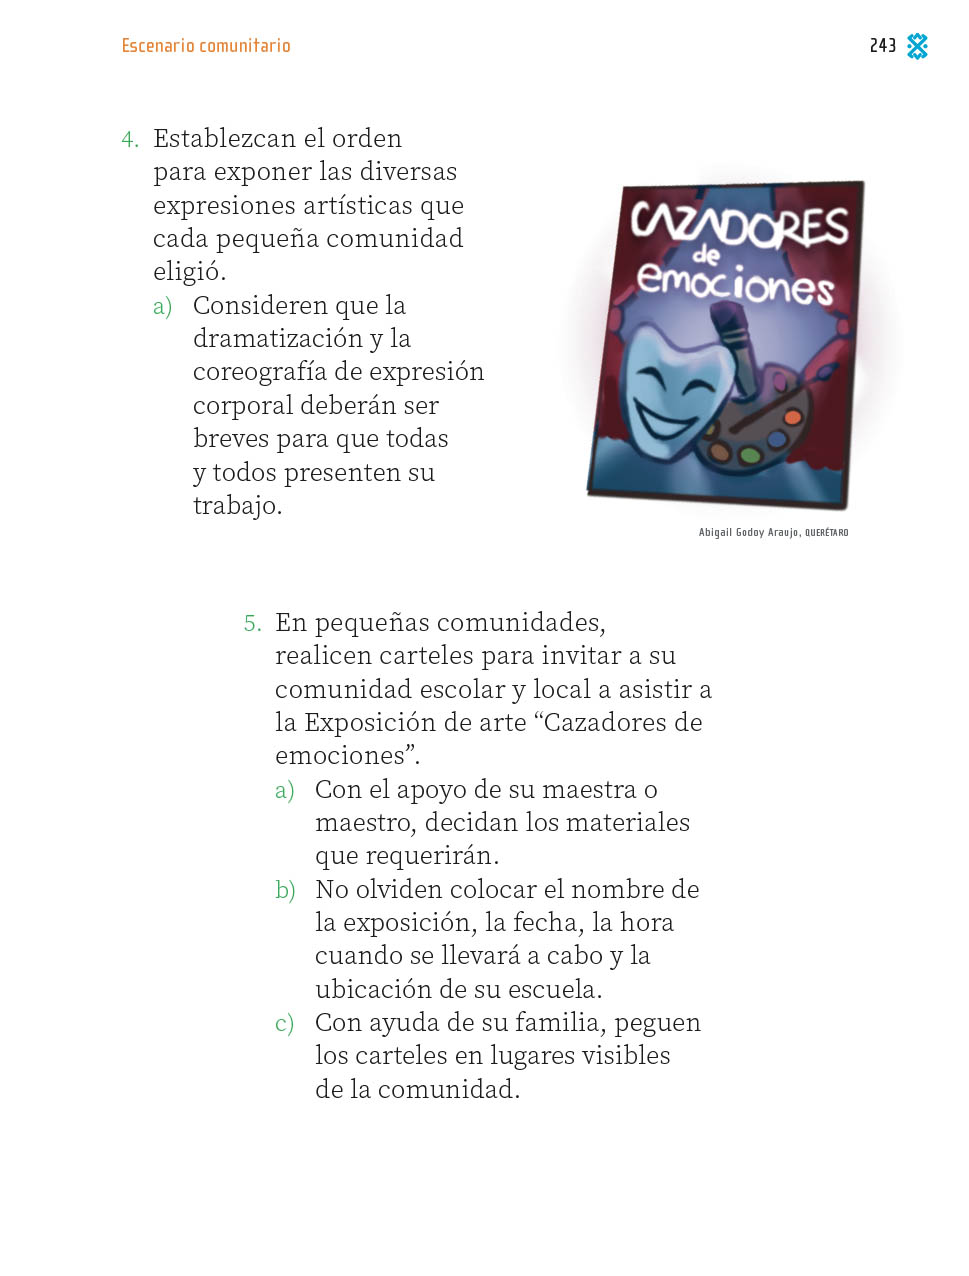 Escenario comunitario
243
4. Establezcan el orden
para exponer las diversas
expresiones artísticas que
cada pequeña comunidad
eligió.
a) Consideren que la
dramatización y la
coreografía de expresión
corporal deberán ser
breves para que todas
y todos presenten su
trabajo.
CAZADORES
de
emociones
Abigail Godoy Araujo, QUERÉTARO
5. En pequeñas comunidades,
realicen carteles para invitar a su
comunidad escolar y local a asistir a
la Exposición de arte “Cazadores de
emociones”.
a) Con el apoyo de su maestra o
maestro, decidan los materiales
que requerirán.
b) No olviden colocar el nombre de
la exposición, la fecha, la hora
cuando se llevará a cabo y la
ubicación de su escuela.
c) Con ayuda de su familia, peguen
los carteles en lugares visibles
de la comunidad.